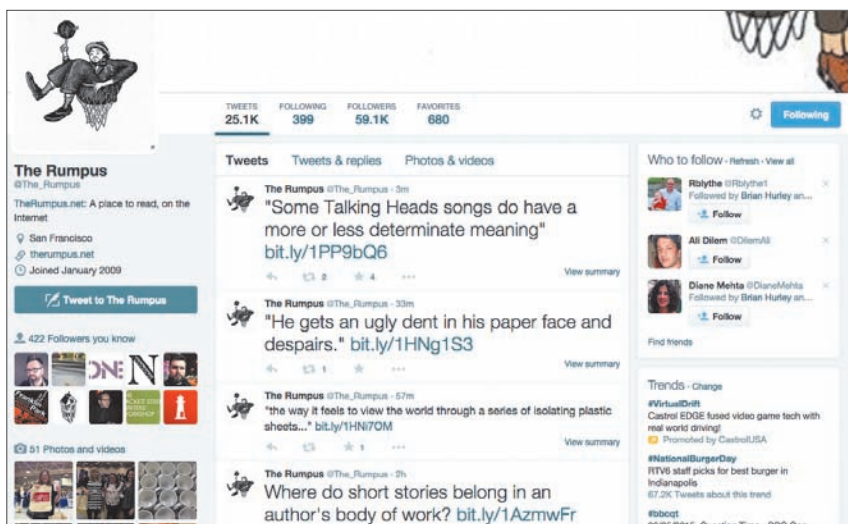 TWEETS FOLLOWING FOLLOWERS FAVORITES
25.1K 399 59.1K 680
Following
The Rumpus
@The_Rumpus
TheRumpus.net: A place to read, on the
Internet
San Francisco
therumpus.net
Joined January 2009
Tweet to The Rumpus
422 Followers you know
ONE
N
51 Photos and videos
Tweets Tweets & replies Photos & videos
The Rumpus @The_Rumpus · 3m
"Some Talking Heads songs do have a
more or less determinate meaning"
bit.ly/1PP9bQ6
2 4
View summary
The Rumpus @The_Rumpus · 33m
"He gets an ugly dent in his paper face and
despairs." bit.ly/1HNg1S3
1
View summary
The Rumpus @The_Rumpus · 57m
"the way it feels to view the world through a series of isolating plastic
sheets..." bit.ly/1HNi7OM
1
View summary
The Rumpus @The_Rumpus · 2h
Where do short stories belong in an
author's body of work? bit.ly/1AzmwFr
Who to follow · Refresh · View all
Rblythe @Rblythe1
Followed by Brian Hurley an...
Follow
Ali Dilem @DilemAli
Follow
Diane Mehta @DianeMehta
Followed by Brian Hurley an...
Follow
Find friends
Trends · Change
#VirtualDrift
Castrol EDGE fused video game tech with
real world driving!
Promoted by CastrolUSA
#NationalBurgerDay
RTV6 staff picks for best burger in
Indianapolis
67.2K Tweets about this trend
#bbcqt